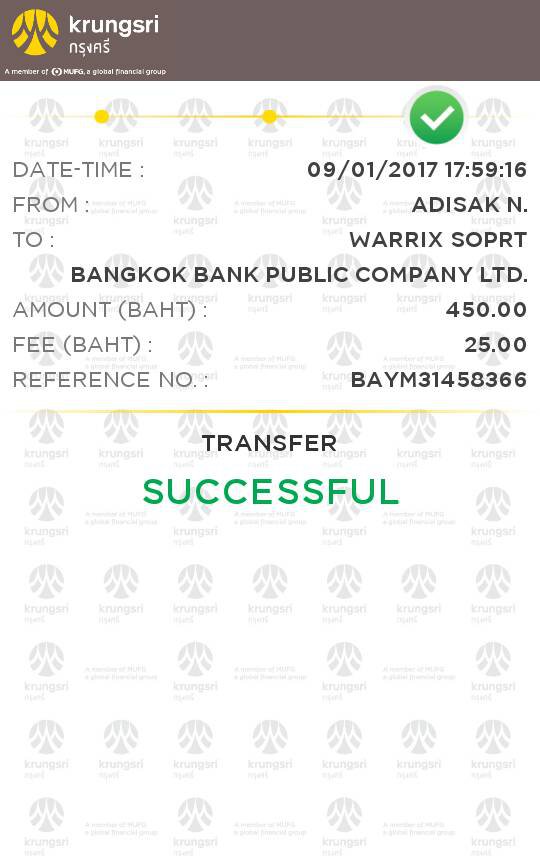 krungsri
กรุงศรี
A member of MUFG, a global financial group
DATE-TIME : 09/01/2017 17:59:16
FROM : ADISAK N.
TO : WARRIX SOPRT
BANGKOK BANK PUBLIC COMPANY LTD.
AMOUNT (BAHT) : 450.00
FEE (BAHT) : 25.00
REFERENCE NO. : BAYM31458366
TRANSFER
SUCCESSFUL